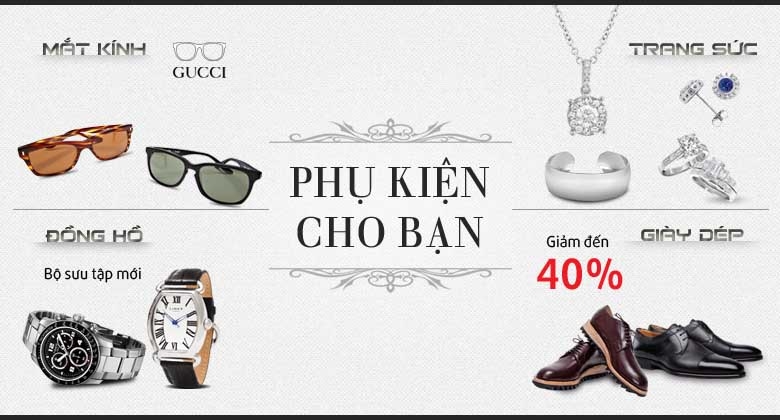 MẮT KÍNH
GUCCI
TRANG SỨC
PHỤ KIỆN
CHO BẠN
ĐỒNG HỒ
Bộ sưu tập mới
Giảm đến
40%
GIÀY DÉP